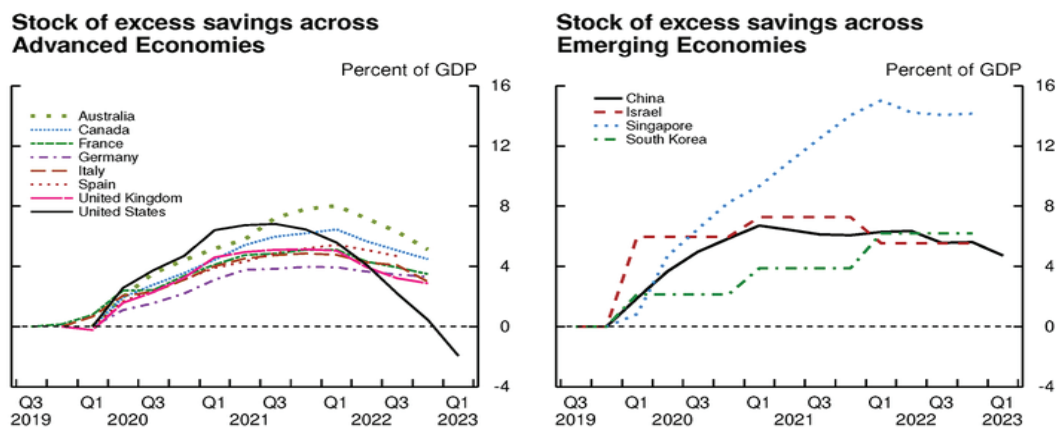 Stock of excess savings across
Advanced Economies
Percent of GDP
Australia
Canada
France
Germany
Italy
Spain
United Kingdom
United States
16
12
8
4
0
-4
Q3 Q1 Q3 Q1 Q3 Q1 Q3 Q1
2019 2020 2021 2022 2023
Stock of excess savings across
Emerging Economies
Percent of GDP
China
Israel
Singapore
South Korea
16
12
8
4
0
-4
Q3 Q1 Q3 Q1 Q3 Q1 Q3 Q1
2019 2020 2021 2022 2023